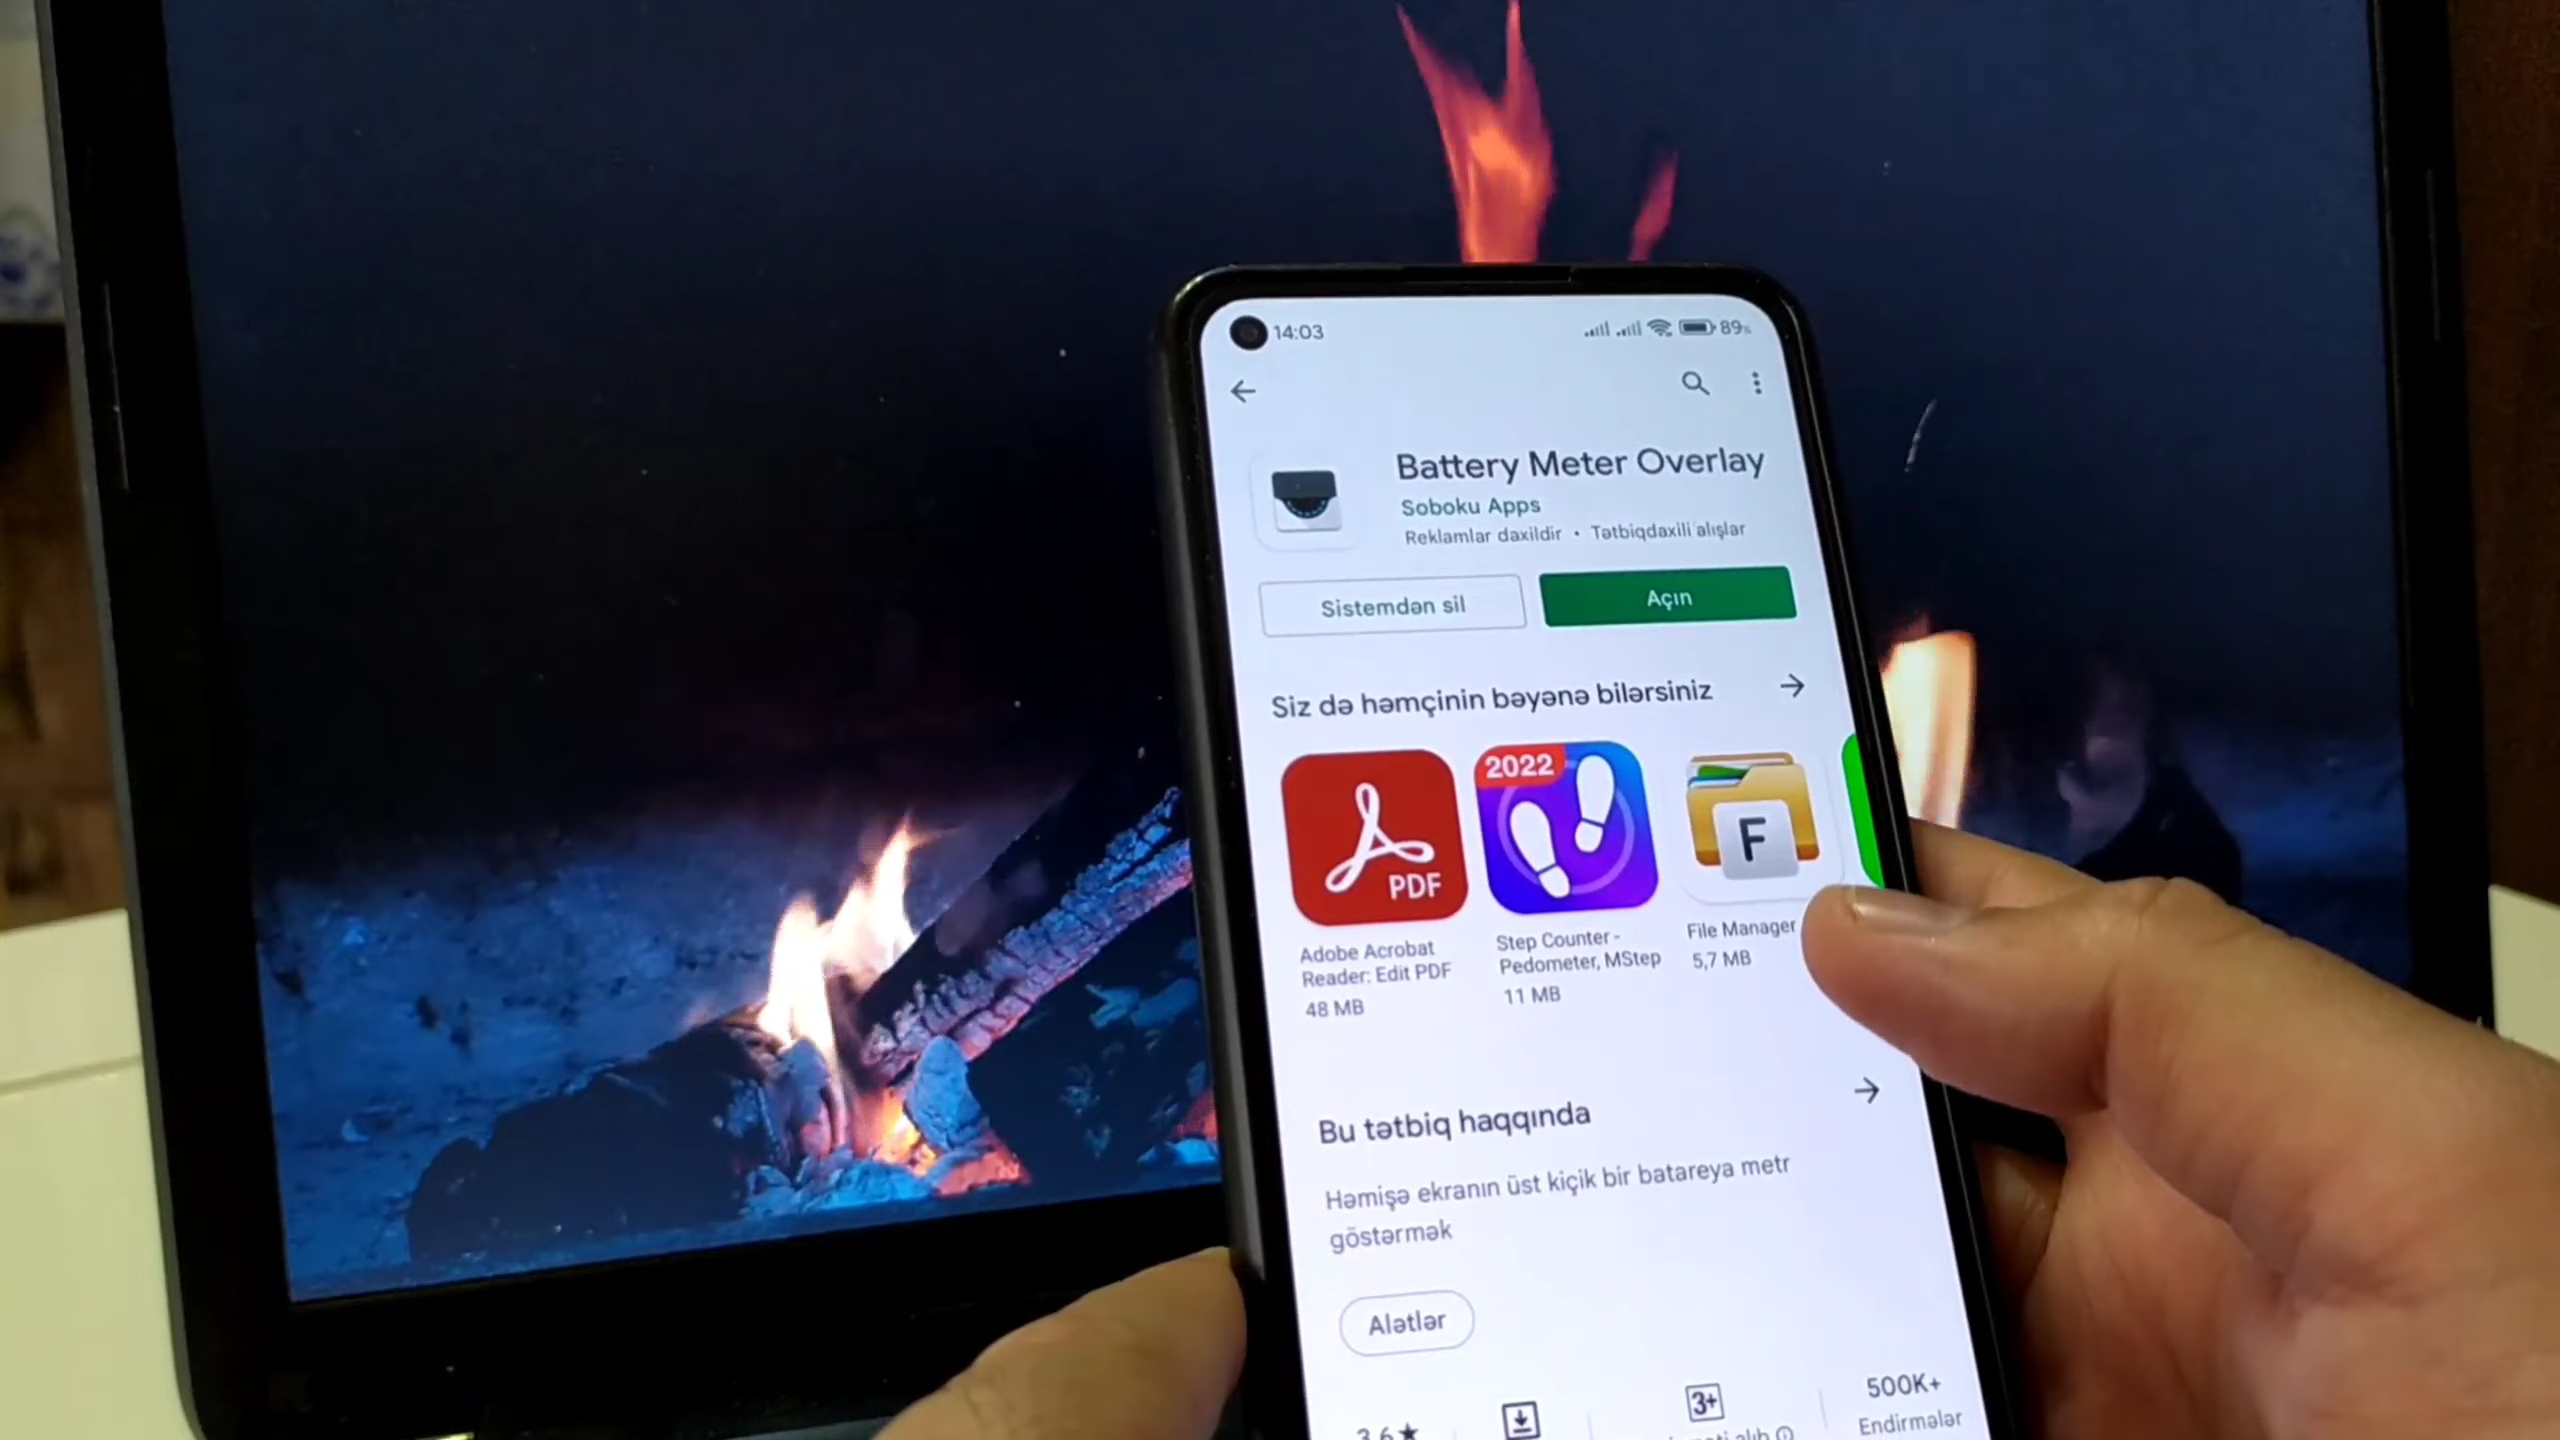 14:03
89%
Battery Meter Overlay
Soboku Apps
Reklamlar daxildir • Tətbiqdaxili alışlar
Sistemdən sil
Açın
Siz də həmçinin bəyənə bilərsiniz
2022
PDF
F
Adobe Acrobat
Reader: Edit PDF
48 MB
Step Counter -
Pedometer, MStep
11 MB
File Manager
5,7 MB
Bu tətbiq haqqında
Həmişə ekranın üst kiçik bir batareya metr
göstərmək
Alətlər
3,6★
3+
500K+
Endirmələr